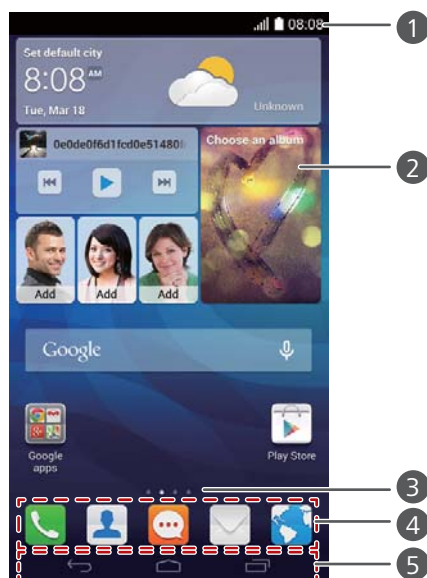 08:08
1
Set default city
8:08 AM
Tue, Mar 18
Unknown
0e0de0f6d1fcd0e51480
Choose an album
2
Add
Add
Add
Google
Google apps
Play Store
3
4
5